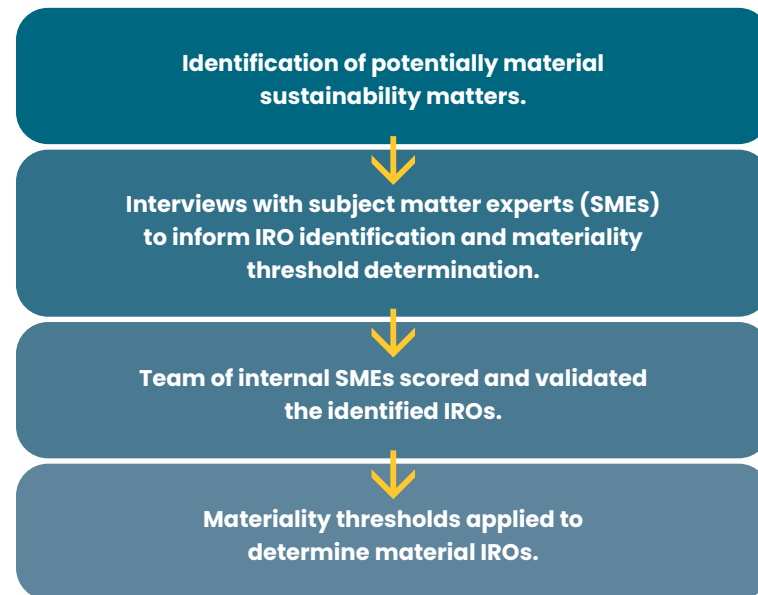 Identification of potentially material
sustainability matters.
Interviews with subject matter experts (SMEs)
to inform IRO identification and materiality
threshold determination.
Team of internal SMEs scored and validated
the identified IROs.
Materiality thresholds applied to
determine material IROs.